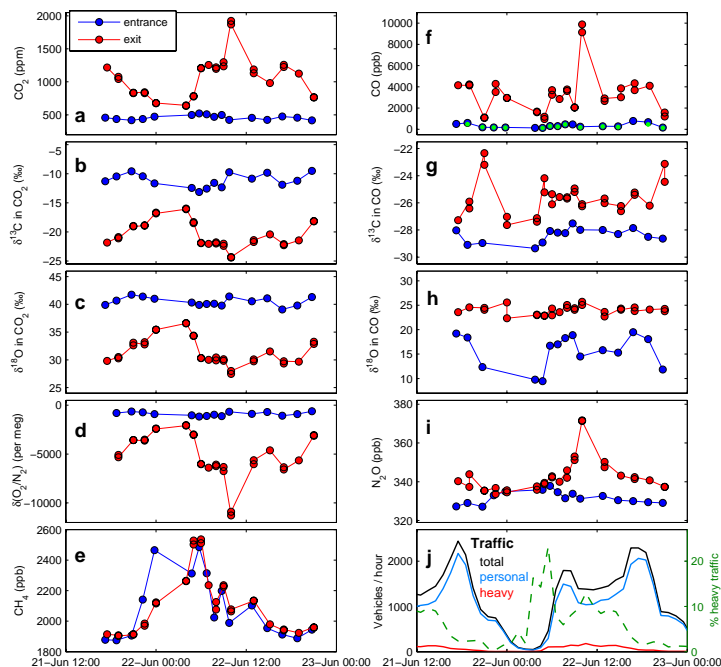 entrance
exit
2000
1500
1000
500
CO2 (ppm)
a
−5
−10
−15
−20
−25
δ13C in CO2 (‰)
b
45
40
35
30
25
δ18O in CO2 (‰)
c
0
−5000
−10000
δ(O2/N2) (per meg)
d
2600
2400
2200
2000
1800
CH4 (ppb)
e
21−Jun 12:00
22−Jun 00:00
22−Jun 12:00
23−Jun 00:00
10000
8000
6000
4000
2000
0
CO (ppb)
f
−22
−24
−26
−28
−30
δ13C in CO (‰)
g
30
25
20
15
10
δ18O in CO (‰)
h
380
360
340
320
N2O (ppb)
i
2000
1000
0
Vehicles / hour
j
Traffic
total
personal
heavy
20
10
0
% heavy traffic
21−Jun 12:00
22−Jun 00:00
22−Jun 12:00
23−Jun 00:00